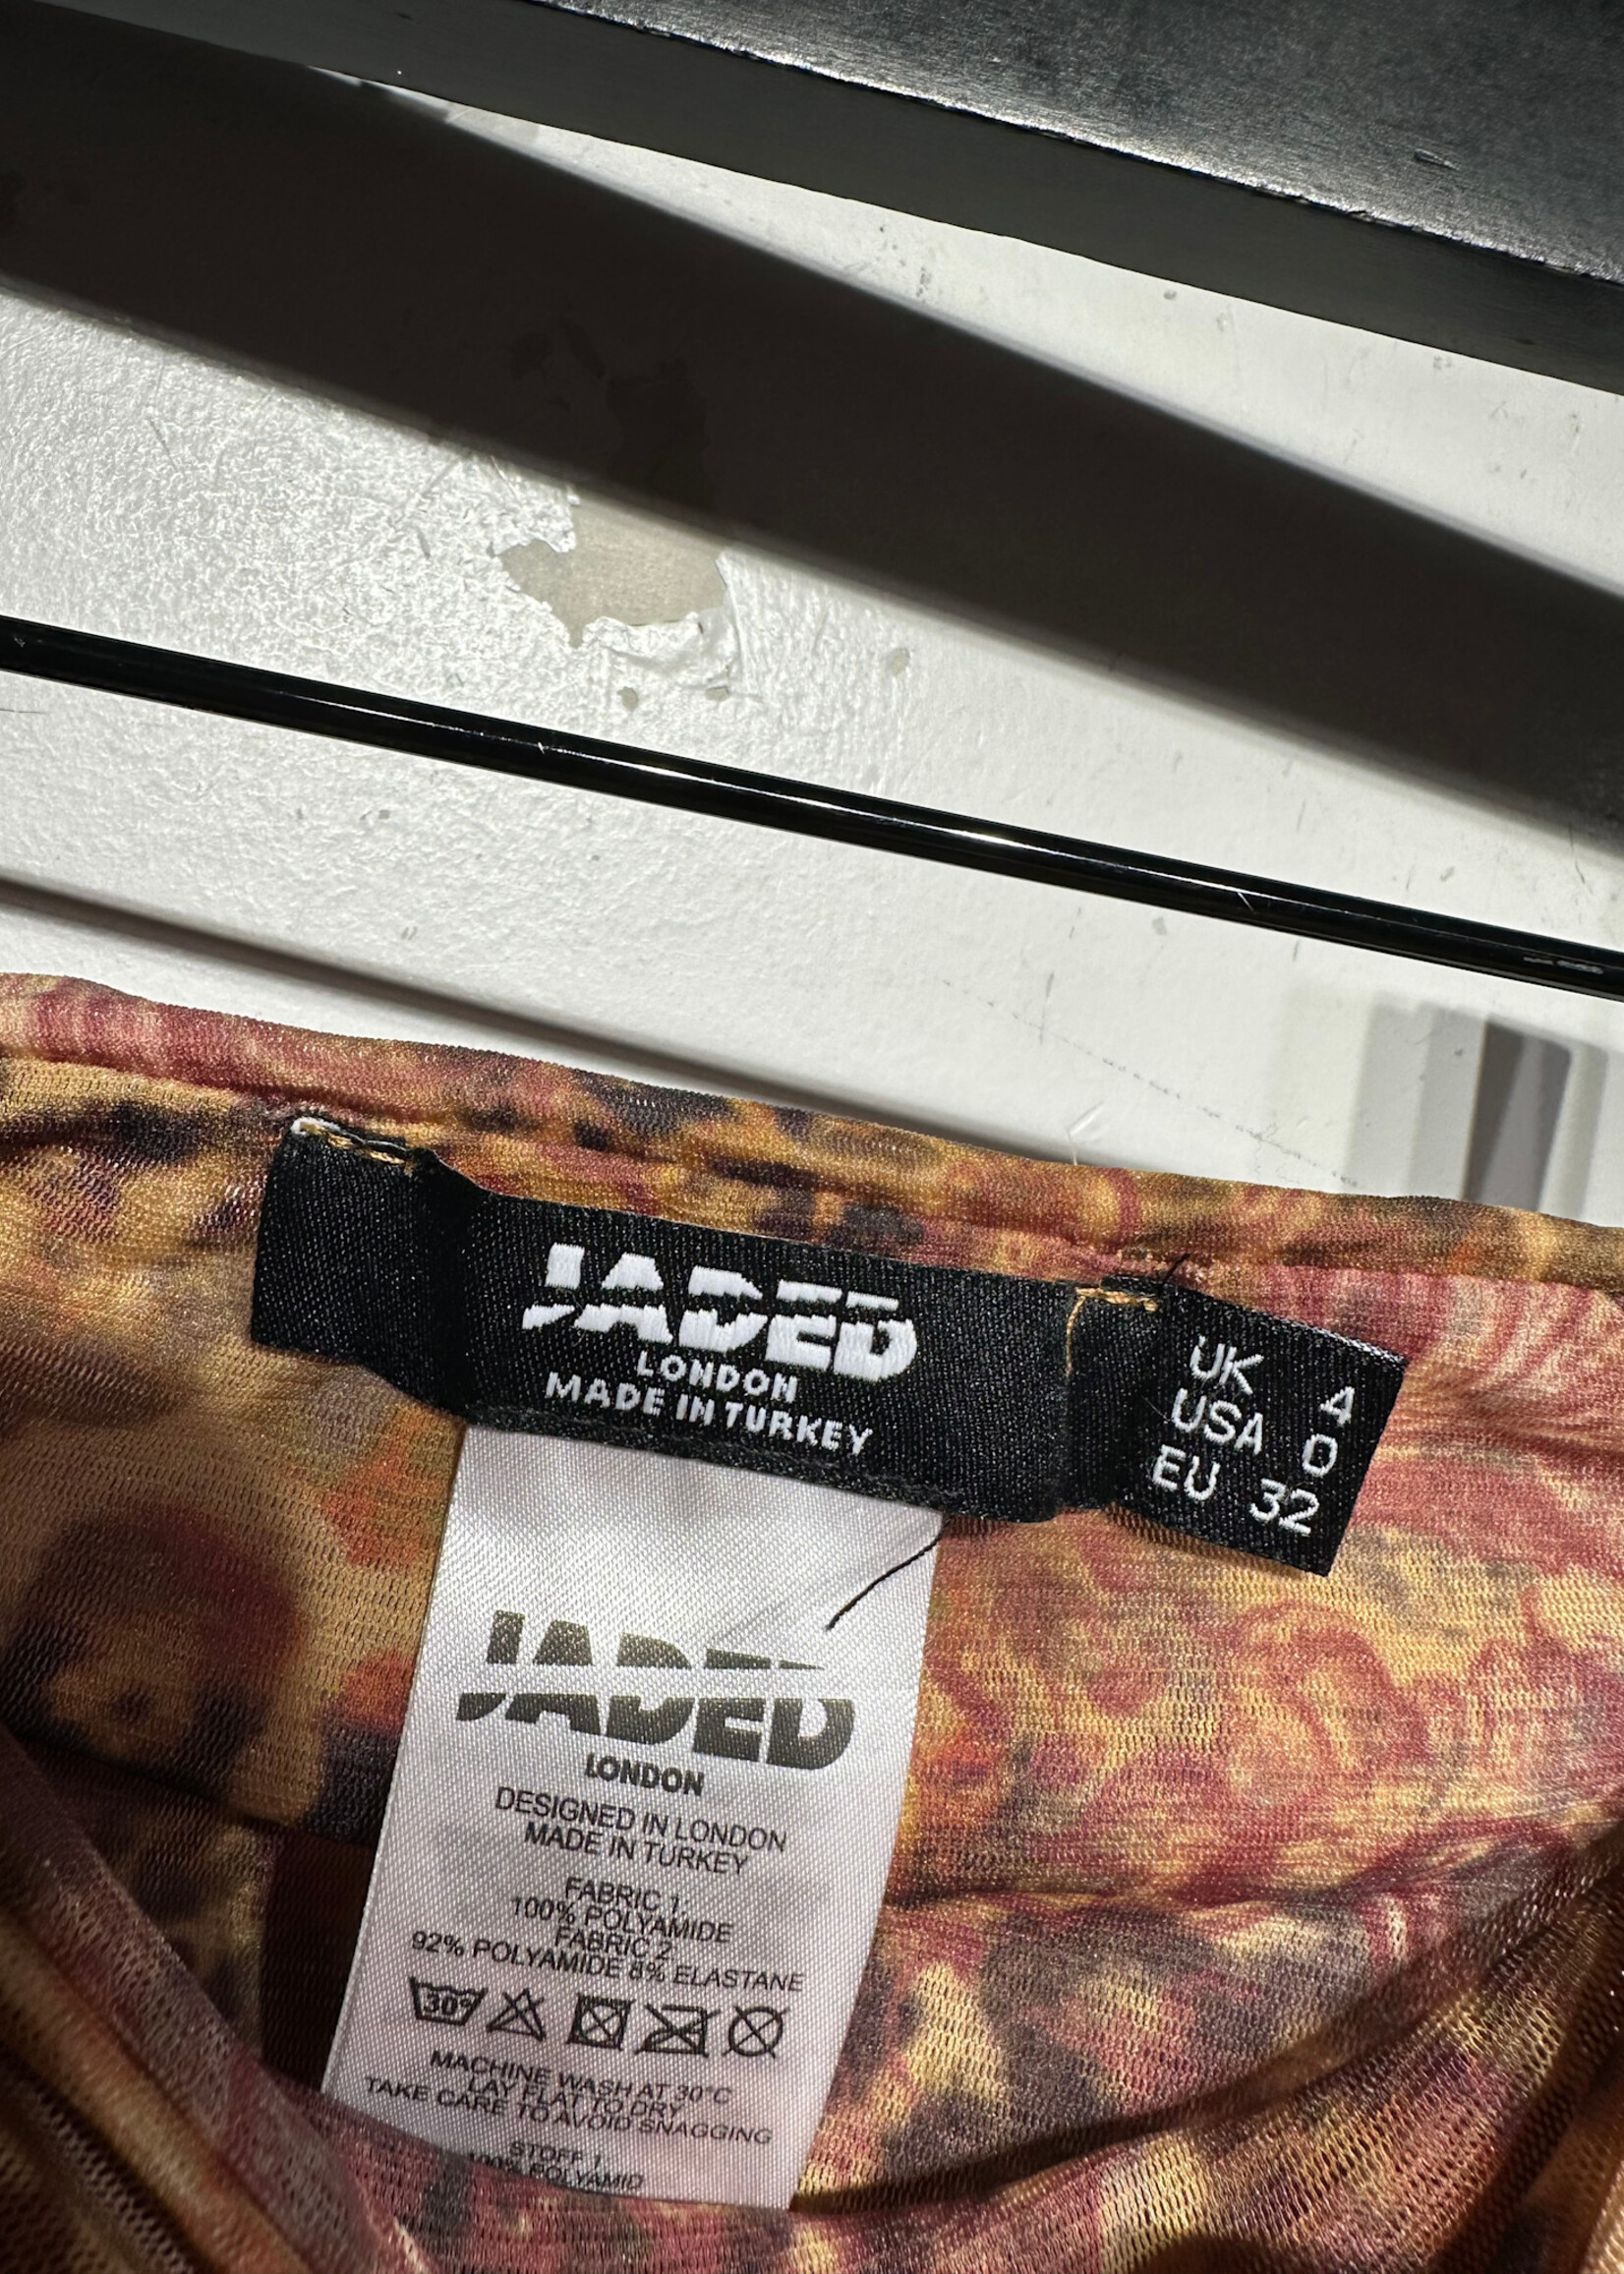 JADED
LONDON
MADE IN TURKEY
UK 4
USA 0
EU 32
JADED
LONDON
DESIGNED IN LONDON
MADE IN TURKEY
FABRIC 1:
100% POLYAMIDE
FABRIC 2
92% POLYAMIDE 8% ELASTANE
30°
MACHINE WASH AT 30°C
LAY FLAT TO DRY
TAKE CARE TO AVOID SNAGGING
STOFF 1
100% POLYAMID